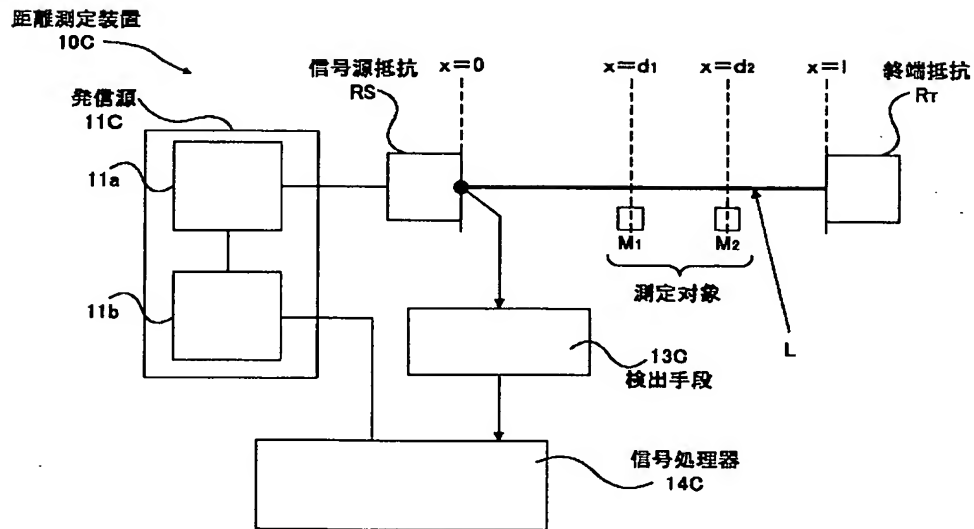 距離測定装置
10C
発信源
11C
11a
11b
信号源抵抗
RS
x=0
x=d1
x=d2
x=l
終端抵抗
RT
M1
M2
測定対象
L
13C
検出手段
信号処理器
14C